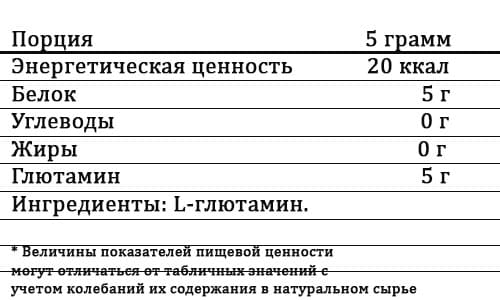 Порция 5 грамм
Энергетическая ценность 20 ккал
Белок 5 г
Углеводы 0 г
Жиры 0 г
Глютамин 5 г
Ингредиенты: L-глютамин.
* Величины показателей пищевой ценности
могут отличаться от табличных значений с
учетом колебаний их содержания в натуральном сырье